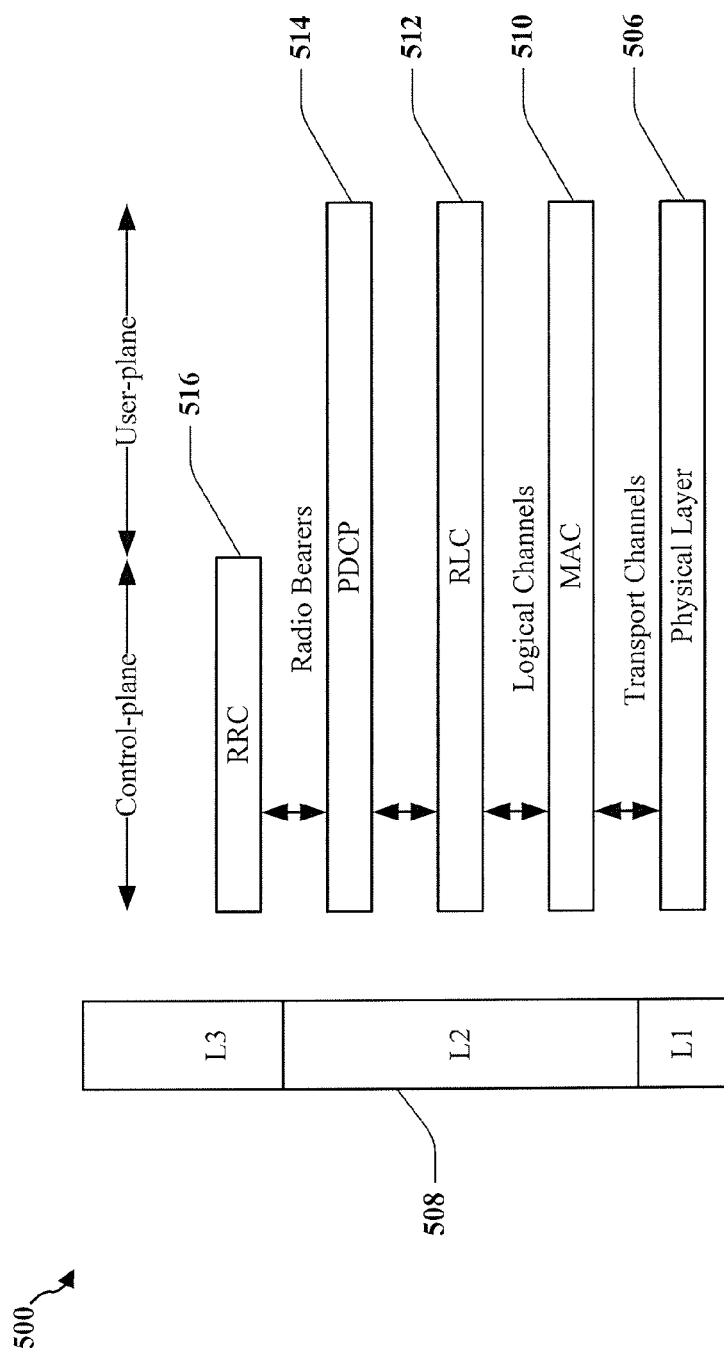 500
Control-plane
User-plane
516
RRC
Radio Bearers
514
PDCP
512
RLC
Logical Channels
510
MAC
Transport Channels
506
Physical Layer
L3
L2
L1
508